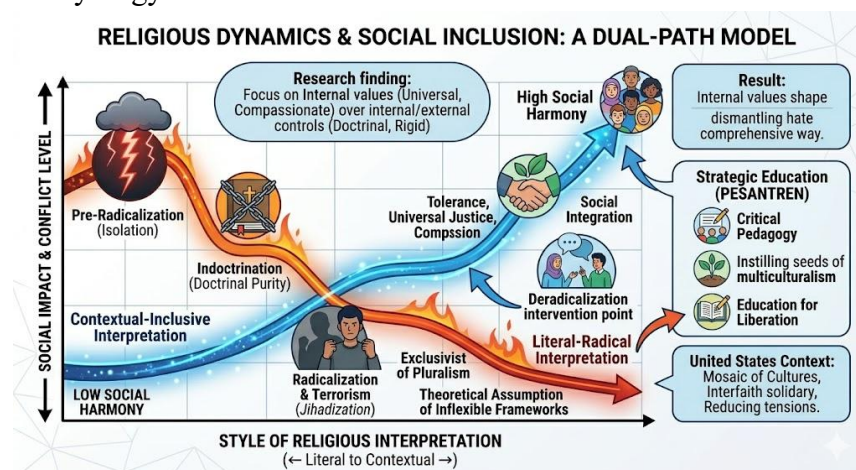 RELIGIOUS DYNAMICS & SOCIAL INCLUSION: A DUAL-PATH MODEL
Research finding:
Focus on Internal values (Universal,
Compassionate) over internal/external
controls (Doctrinal, Rigid)
High Social
Harmony
Result:
Internal values shape
dismantling hate
comprehensive way.
SOCIAL IMPACT & CONFLICT LEVEL
Pre-Radicalization
(Isolation)
Indoctrination
(Doctrinal Purity)
Tolerance,
Universal Justice,
Compssion
Social
Integration
Strategic Education
(PESANTREN)
Critical
Pedagogy
Instilling seeds of
multiculturalism
Education for
Liberation
Deradicalization
intervention point
Contextual-Inclusive
Interpretation
Literal-Radical
Interpretation
LOW SOCIAL
HARMONY
Radicalization
& Terrorism
(Jihadization)
Exclusivist
of Pluralism
Theoretical Assumption
of Inflexible Frameworks
United States Context:
Mosaic of Cultures,
Interfaith solidary,
Reducing tensions.
STYLE OF RELIGIOUS INTERPRETATION
(← Literal to Contextual →)